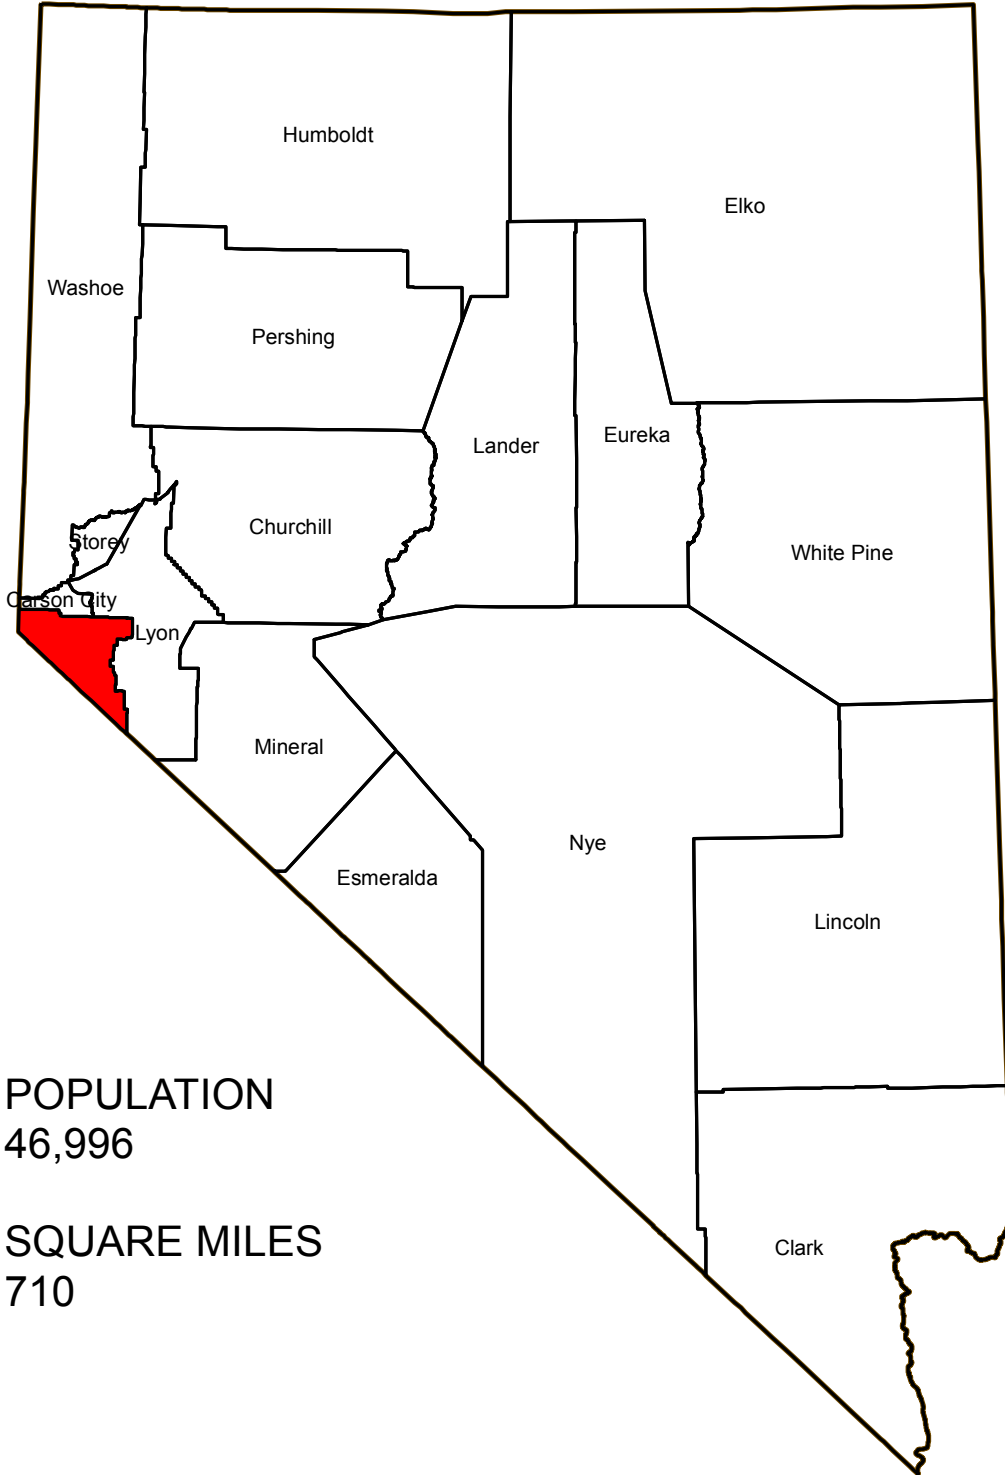 Humboldt
Elko
Washoe
Pershing
Eureka
Lander
Churchill
Storey
White Pine
Carson City
Lyon
Mineral
Nye
Esmeralda
Lincoln
POPULATION
46,996
SQUARE MILES
710
Clark